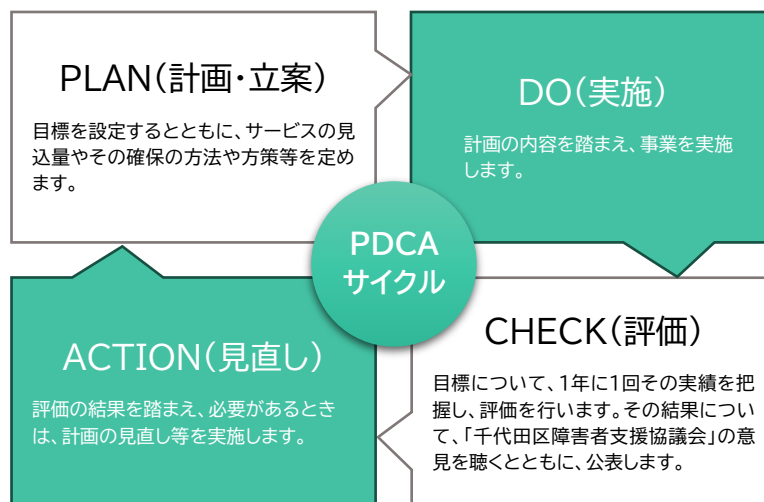 PLAN(計画・立案)
目標を設定するとともに、サービスの見
込量やその確保の方法や方策等を定め
ます。
DO(実施)
計画の内容を踏まえ、事業を実施
します。
PDCA
サイクル
ACTION(見直し)
評価の結果を踏まえ、必要があるとき
は、計画の見直し等を実施します。
CHECK(評価)
目標について、1年に1回その実績を把
握し、評価を行います。その結果につい
て、「千代田区障害者支援協議会」の意
見を聴くとともに、公表します。